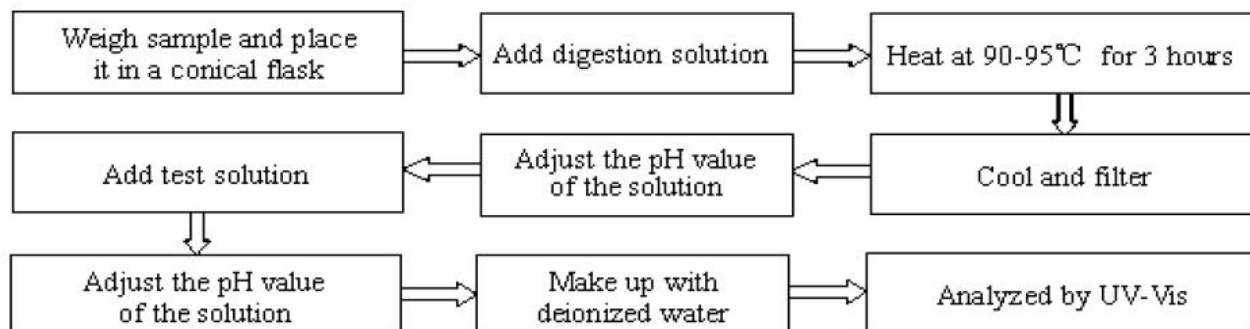 Weigh sample and place
it in a conical flask
Add digestion solution
Heat at 90-95℃ for 3 hours
Cool and filter
Adjust the pH value
of the solution
Add test solution
Adjust the pH value
of the solution
Make up with
deionized water
Analyzed by UV-Vis